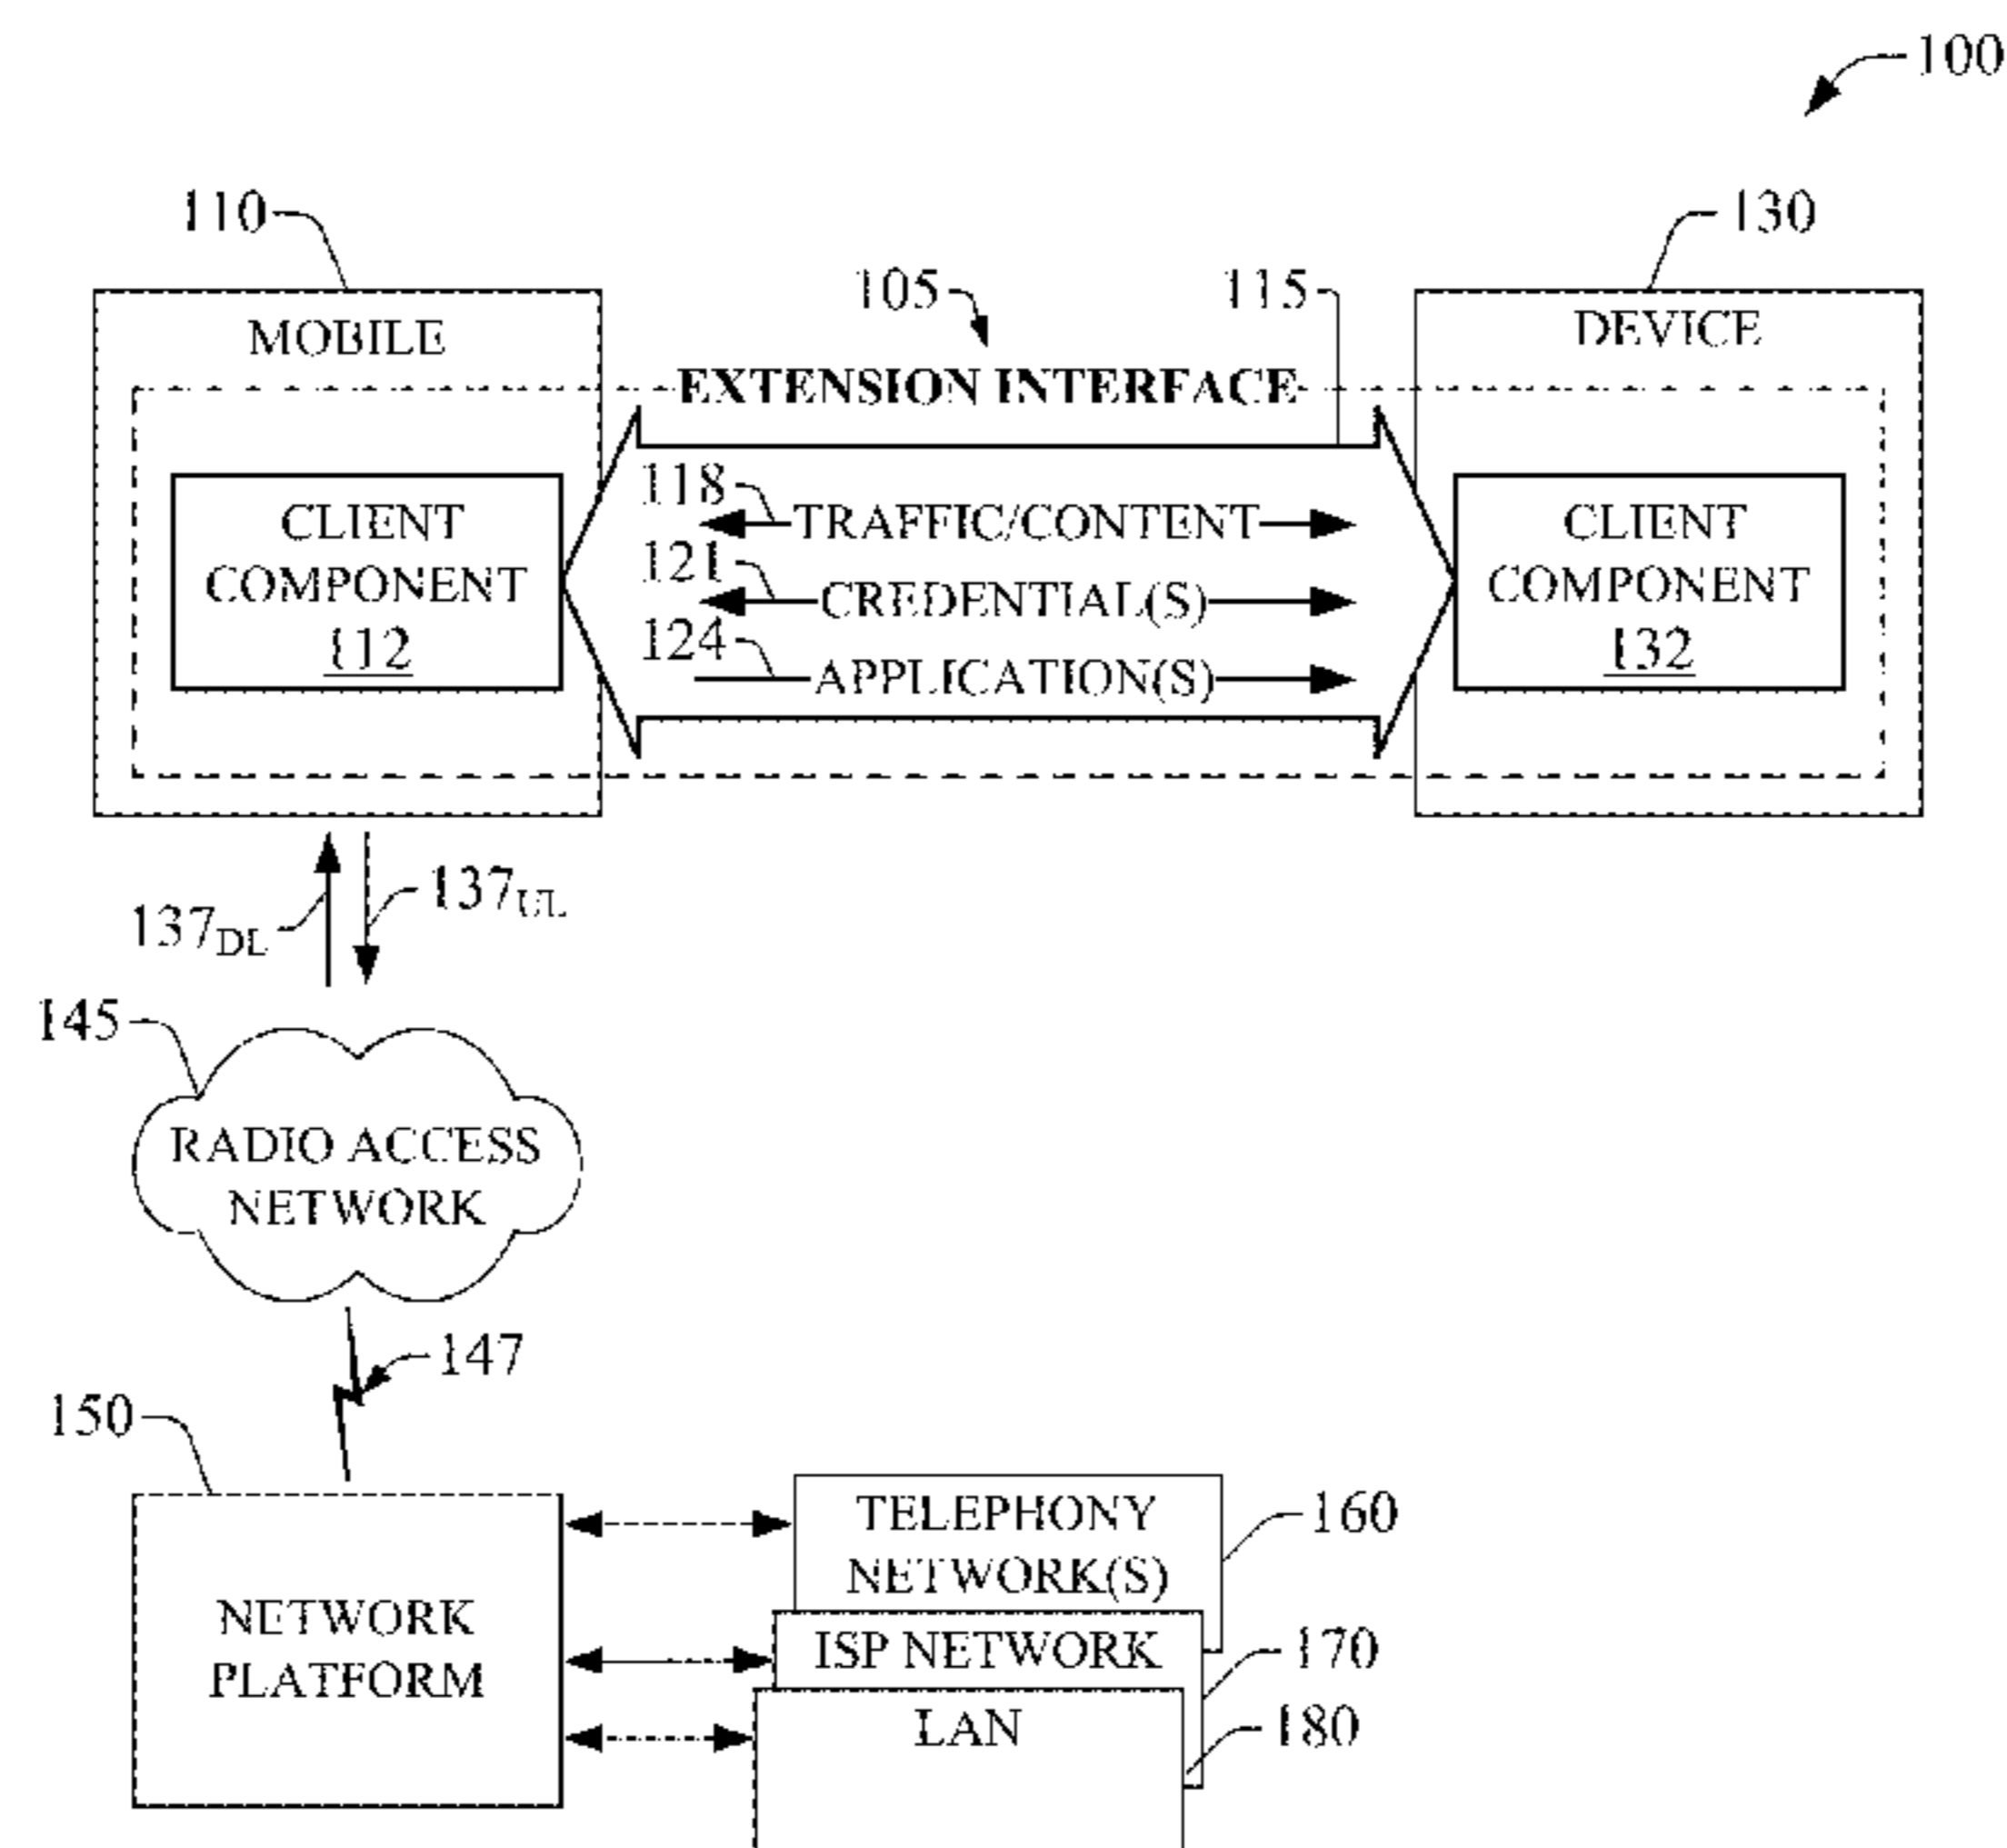 100
110
130
105
115
MOBILE
DEVICE
EXTENSION INTERFACE
118
TRAFFIC/CONTENT
CLIENT
COMPONENT
112
121
CREDENTIAL(S)
124
APPLICATION(S)
CLIENT
COMPONENT
132
137DL
137UL
145
RADIO ACCESS
NETWORK
147
150
NETWORK
PLATFORM
TELEPHONY
NETWORK(S)
160
ISP NETWORK
170
LAN
180